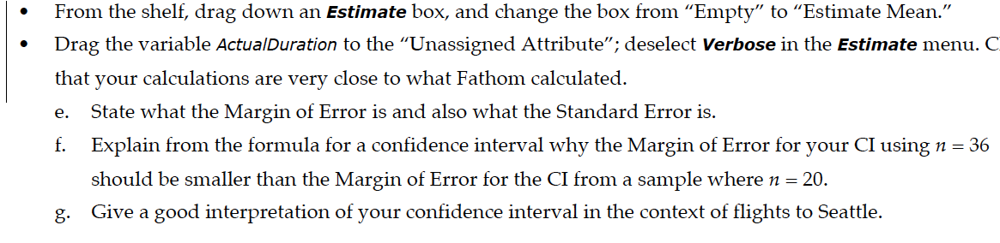 • From the shelf, drag down an Estimate box, and change the box from “Empty” to “Estimate Mean.”
• Drag the variable ActualDuration to the “Unassigned Attribute”; deselect Verbose in the Estimate menu.
that your calculations are very close to what Fathom calculated.
e. State what the Margin of Error is and also what the Standard Error is.
f. Explain from the formula for a confidence interval why the Margin of Error for your CI using n = 36
should be smaller than the Margin of Error for the CI from a sample where n = 20.
g. Give a good interpretation of your confidence interval in the context of flights to Seattle.